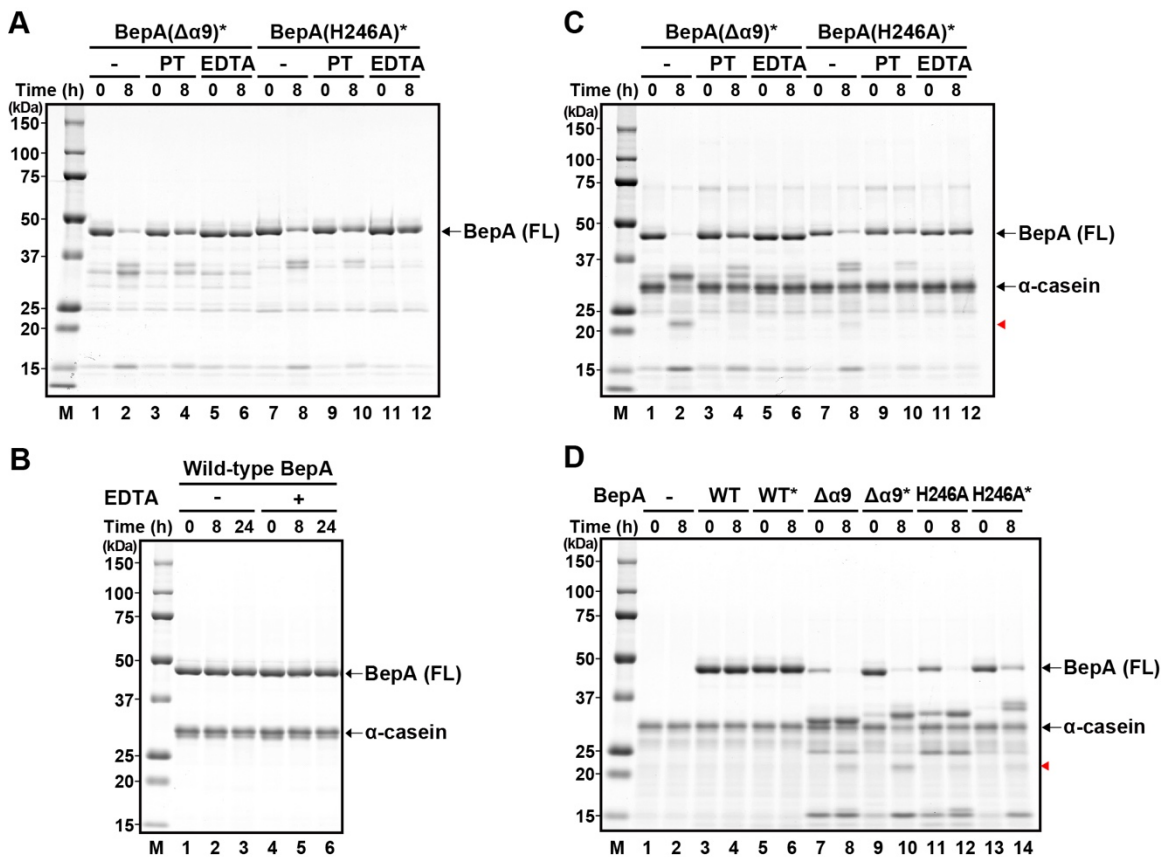 A
BepA(Δα9)* BepA(H246A)*
- PT EDTA - PT EDTA
Time (h) 0 8 0 8 0 8 0 8 0 8 0 8
(kDa)
150
100
75
50
37
25
20
15
BepA (FL)
M 1 2 3 4 5 6 7 8 9 10 11 12
B
Wild-type BepA
EDTA - +
Time (h) 0 8 24 0 8 24
(kDa)
150
100
75
50
37
25
20
15
BepA (FL)
α-casein
M 1 2 3 4 5 6
C
BepA(Δα9)* BepA(H246A)*
- PT EDTA - PT EDTA
Time (h) 0 8 0 8 0 8 0 8 0 8 0 8
(kDa)
150
100
75
50
37
25
20
15
BepA (FL)
α-casein
M 1 2 3 4 5 6 7 8 9 10 11 12
D
BepA - WT WT* Δα9 Δα9* H246A H246A*
Time (h) 0 8 0 8 0 8 0 8 0 8 0 8 0 8
(kDa)
150
100
75
50
37
25
20
15
BepA (FL)
α-casein
M 1 2 3 4 5 6 7 8 9 10 11 12 13 14